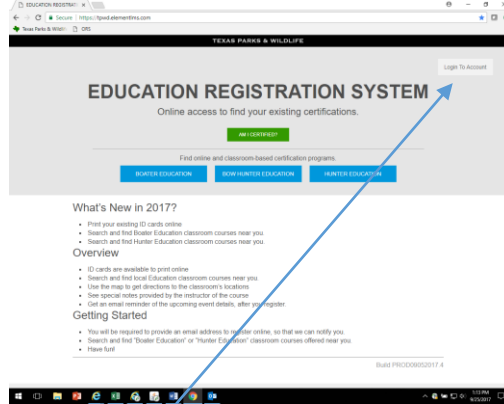 EDUCATION REGISTRATI
Secure | https://tpwd.elementlms.com
Texas Parks & Wildli
TEXAS PARKS & WILDLIFE
Login To Account
EDUCATION REGISTRATION SYSTEM
Online access to find your existing certifications.
AM I CERTIFIED?
Find online and classroom-based certification programs.
BOATER EDUCATION BOW HUNTER EDUCATION HUNTER EDUCATION
What's New in 2017?
Print your existing ID cards online
Search and find Boater Education classroom courses near you
Search and find Hunter Education classroom courses near you
Overview
ID cards are available to print online
Search and find local Education classroom courses near you.
Use the map to get directions to the classroom's locations
See special notes provided by the instructor of the course
Get an email reminder of the upcoming event details, after you register.
Getting Started
You will be required to provide an email address to register online, so that we can notify you.
Search and find "Boater Education" or "Hunter Education" classroom courses offered near you.
Have fun!
Build PROD09052017.4
1:13 PM
9/25/2017